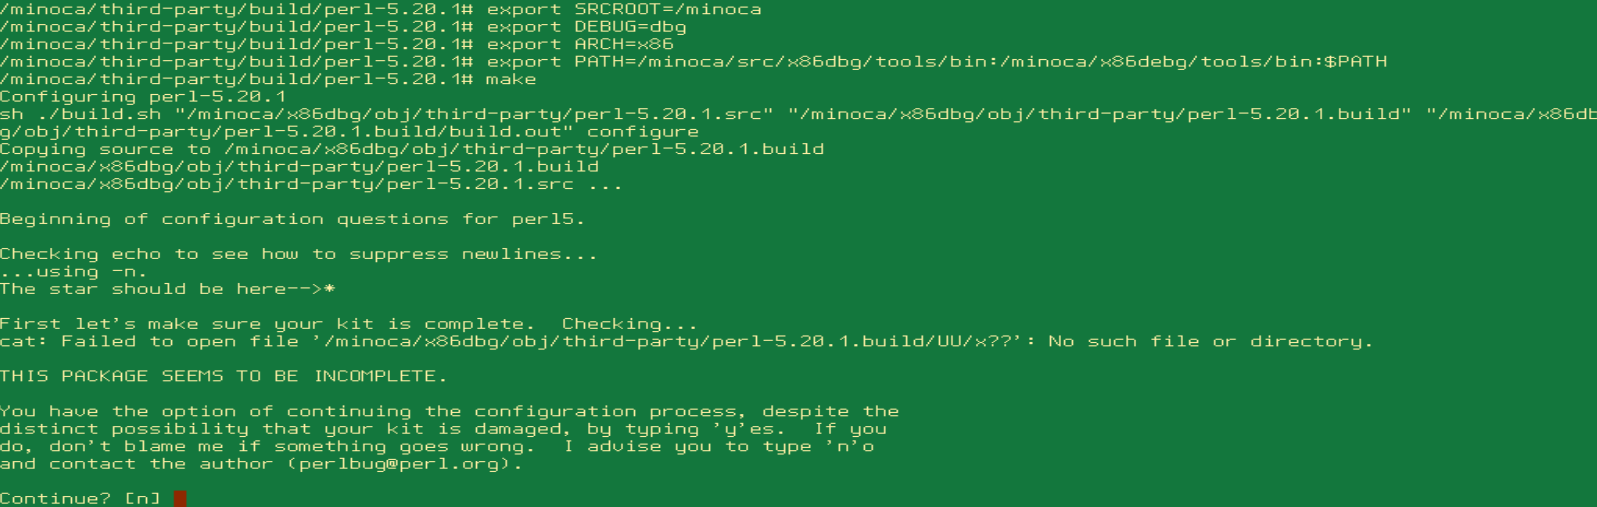 /minoca/third-party/build/perl-5.20.1# export SRCROOT=/minoca
/minoca/third-party/build/perl-5.20.1# export DEBUG=dbg
/minoca/third-party/build/perl-5.20.1# export ARCH=x86
/minoca/third-party/build/perl-5.20.1# export PATH=/minoca/src/x86dbg/tools/bin:/minoca/x86debg/tools/bin:$PATH
/minoca/third-party/build/perl-5.20.1# make
Configuring perl-5.20.1
sh ./build.sh "/minoca/x86dbg/obj/third-party/perl-5.20.1.src" "/minoca/x86dbg/obj/third-party/perl-5.20.1.build" "/minoca/x86db
g/obj/third-party/perl-5.20.1.build/build.out" configure
Copying source to /minoca/x86dbg/obj/third-party/perl-5.20.1.build
/minoca/x86dbg/obj/third-party/perl-5.20.1.build
/minoca/x86dbg/obj/third-party/perl-5.20.1.src ...
Beginning of configuration questions for perl5.
Checking echo to see how to suppress newlines...
...using -n.
The star should be here-->*
First let's make sure your kit is complete.  Checking...
cat: Failed to open file '/minoca/x86dbg/obj/third-party/perl-5.20.1.build/UU/x??': No such file or directory.
THIS PACKAGE SEEMS TO BE INCOMPLETE.
You have the option of continuing the configuration process, despite the
distinct possibility that your kit is damaged, by typing 'y'es.  If you
do, don't blame me if something goes wrong.  I advise you to type 'n'o
and contact the author (perlbug@perl.org).
Continue? [n]